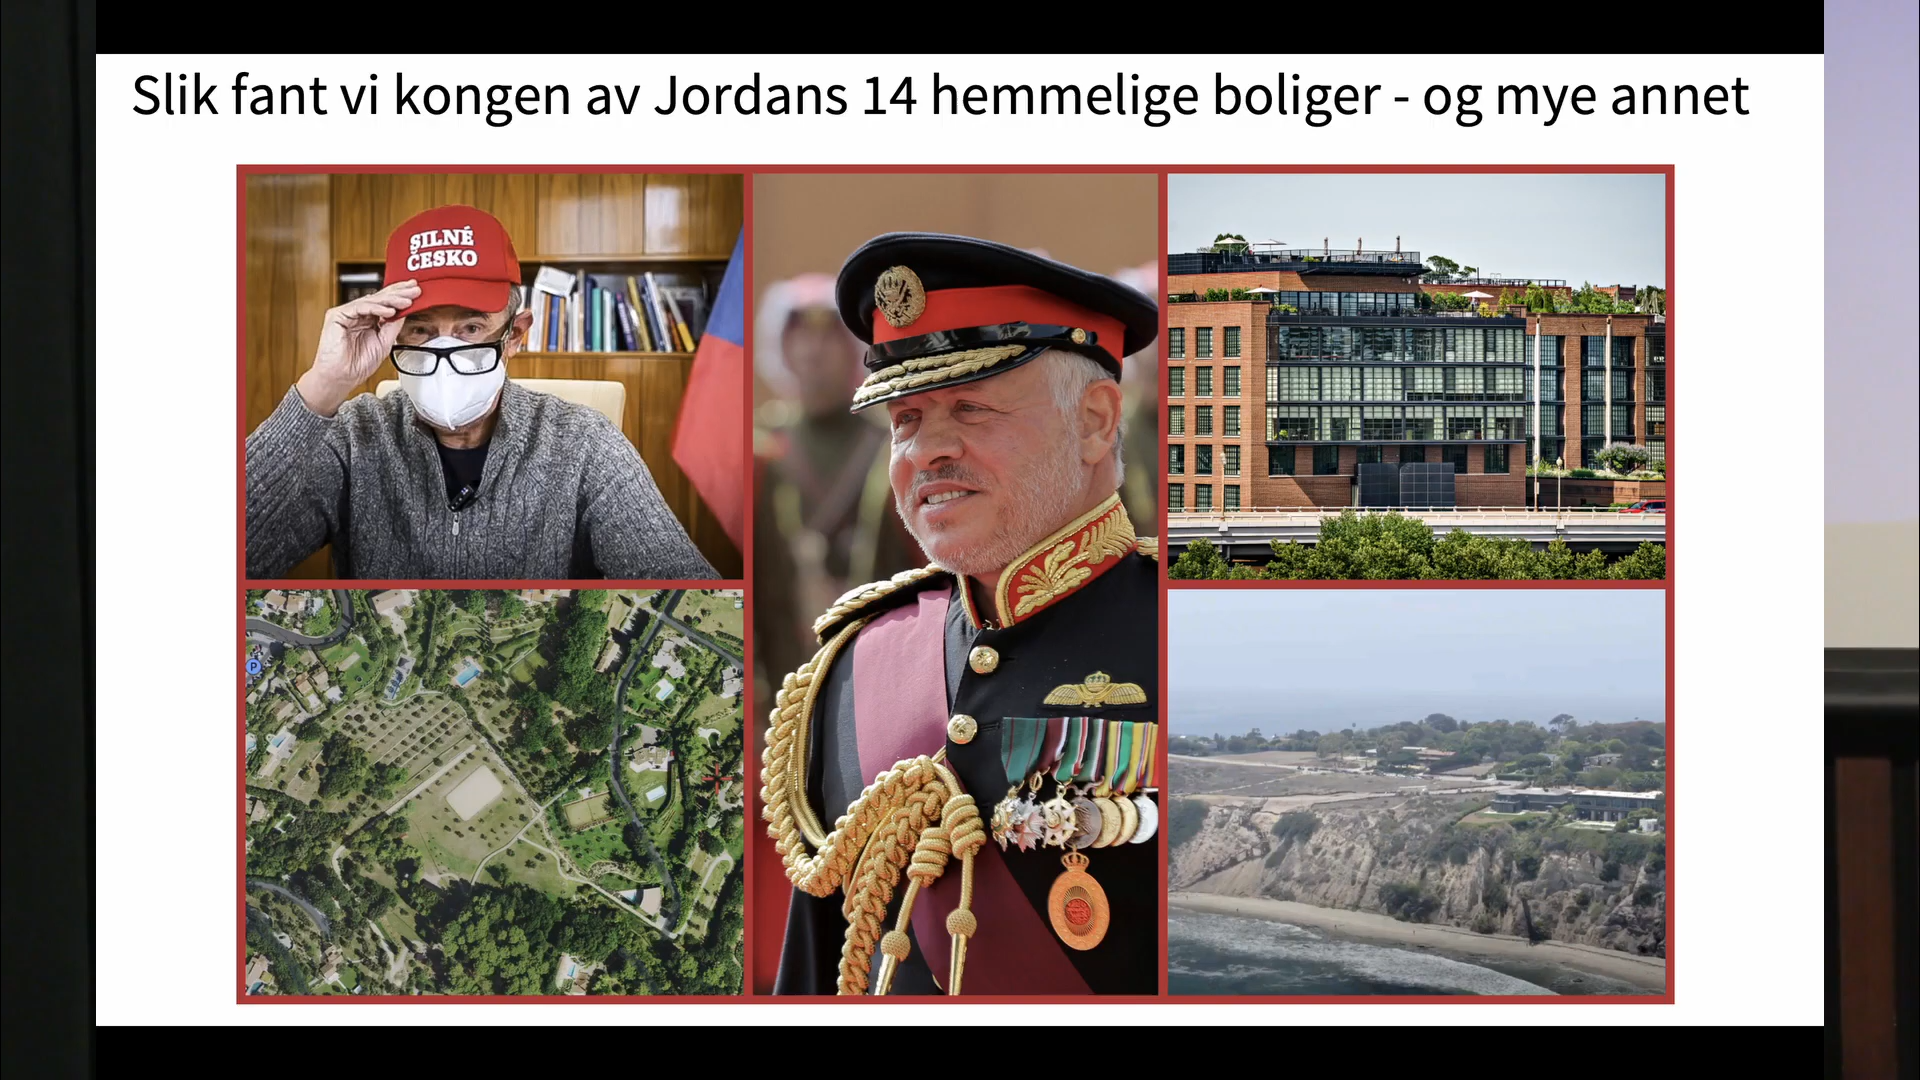 Slik fant vi kongen av Jordans 14 hemmelige boliger - og mye annet
SILNÉ
ČESKO
P